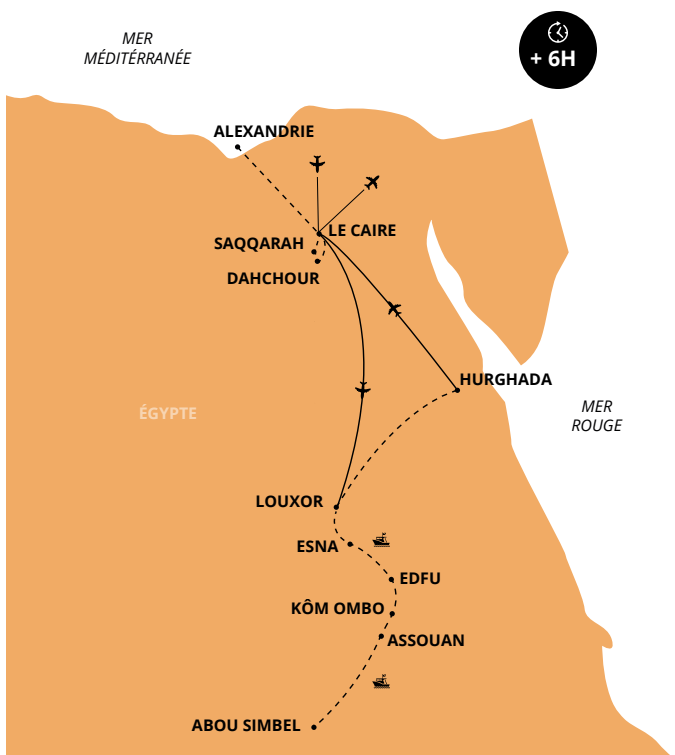 MER
MÉDITÉRRANÉE
+ 6H
ALEXANDRIE
LE CAIRE
SAQQARAH
DAHCHOUR
HURGHADA
MER
ROUGE
ÉGYPTE
LOUXOR
ESNA
EDFU
KÔM OMBO
ASSOUAN
ABOU SIMBEL